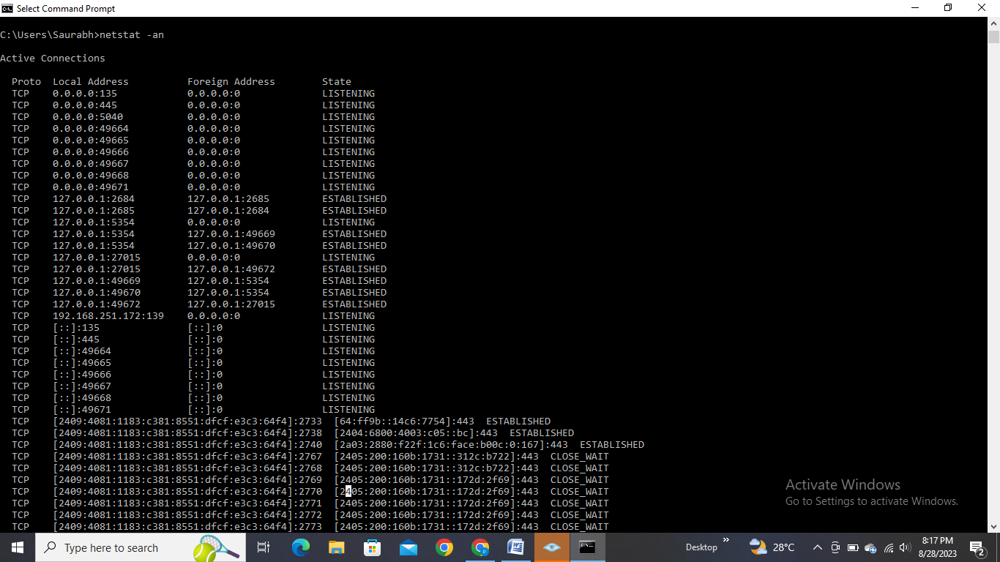 Select Command Prompt
C:\Users\Saurabh>netstat -an
Active Connections
Proto  Local Address          Foreign Address        State
TCP    0.0.0.0:135            0.0.0.0:0              LISTENING
TCP    0.0.0.0:445            0.0.0.0:0              LISTENING
TCP    0.0.0.0:5040           0.0.0.0:0              LISTENING
TCP    0.0.0.0:49664          0.0.0.0:0              LISTENING
TCP    0.0.0.0:49665          0.0.0.0:0              LISTENING
TCP    0.0.0.0:49666          0.0.0.0:0              LISTENING
TCP    0.0.0.0:49667          0.0.0.0:0              LISTENING
TCP    0.0.0.0:49668          0.0.0.0:0              LISTENING
TCP    0.0.0.0:49671          0.0.0.0:0              LISTENING
TCP    127.0.0.1:2684         127.0.0.1:2685         ESTABLISHED
TCP    127.0.0.1:2685         127.0.0.1:2684         ESTABLISHED
TCP    127.0.0.1:5354         0.0.0.0:0              LISTENING
TCP    127.0.0.1:5354         127.0.0.1:49669        ESTABLISHED
TCP    127.0.0.1:5354         127.0.0.1:49670        ESTABLISHED
TCP    127.0.0.1:27015        0.0.0.0:0              LISTENING
TCP    127.0.0.1:27015        127.0.0.1:49672        ESTABLISHED
TCP    127.0.0.1:49669        127.0.0.1:5354         ESTABLISHED
TCP    127.0.0.1:49670        127.0.0.1:5354         ESTABLISHED
TCP    127.0.0.1:49672        127.0.0.1:27015        ESTABLISHED
TCP    192.168.251.172:139    0.0.0.0:0              LISTENING
TCP    [::]:135               [::]:0                 LISTENING
TCP    [::]:445               [::]:0                 LISTENING
TCP    [::]:49664             [::]:0                 LISTENING
TCP    [::]:49665             [::]:0                 LISTENING
TCP    [::]:49666             [::]:0                 LISTENING
TCP    [::]:49667             [::]:0                 LISTENING
TCP    [::]:49668             [::]:0                 LISTENING
TCP    [::]:49671             [::]:0                 LISTENING
TCP    [2409:4081:1183:c381:8551:dfcf:e3c3:64f4]:2733  [64:ff9b::14c6:7754]:443  ESTABLISHED
TCP    [2409:4081:1183:c381:8551:dfcf:e3c3:64f4]:2738  [2404:6800:4003:c05::bc]:443  ESTABLISHED
TCP    [2409:4081:1183:c381:8551:dfcf:e3c3:64f4]:2740  [2a03:2880:f22f:1c6:face:b00c:0:167]:443  ESTABLISHED
TCP    [2409:4081:1183:c381:8551:dfcf:e3c3:64f4]:2767  [2405:200:160b:1731::312c:b722]:443  CLOSE_WAIT
TCP    [2409:4081:1183:c381:8551:dfcf:e3c3:64f4]:2768  [2405:200:160b:1731::312c:b722]:443  CLOSE_WAIT
TCP    [2409:4081:1183:c381:8551:dfcf:e3c3:64f4]:2769  [2405:200:160b:1731::172d:2f69]:443  CLOSE_WAIT
TCP    [2409:4081:1183:c381:8551:dfcf:e3c3:64f4]:2770  [2405:200:160b:1731::172d:2f69]:443  CLOSE_WAIT
TCP    [2409:4081:1183:c381:8551:dfcf:e3c3:64f4]:2771  [2405:200:160b:1731::172d:2f69]:443  CLOSE_WAIT
TCP    [2409:4081:1183:c381:8551:dfcf:e3c3:64f4]:2772  [2405:200:160b:1731::172d:2f69]:443  CLOSE_WAIT
TCP    [2409:4081:1183:c381:8551:dfcf:e3c3:64f4]:2773  [2405:200:160b:1731::172d:2f69]:443  CLOSE_WAIT
Activate Windows
Go to Settings to activate Windows.
Type here to search
Desktop
28°C
8:17 PM
8/28/2023
2